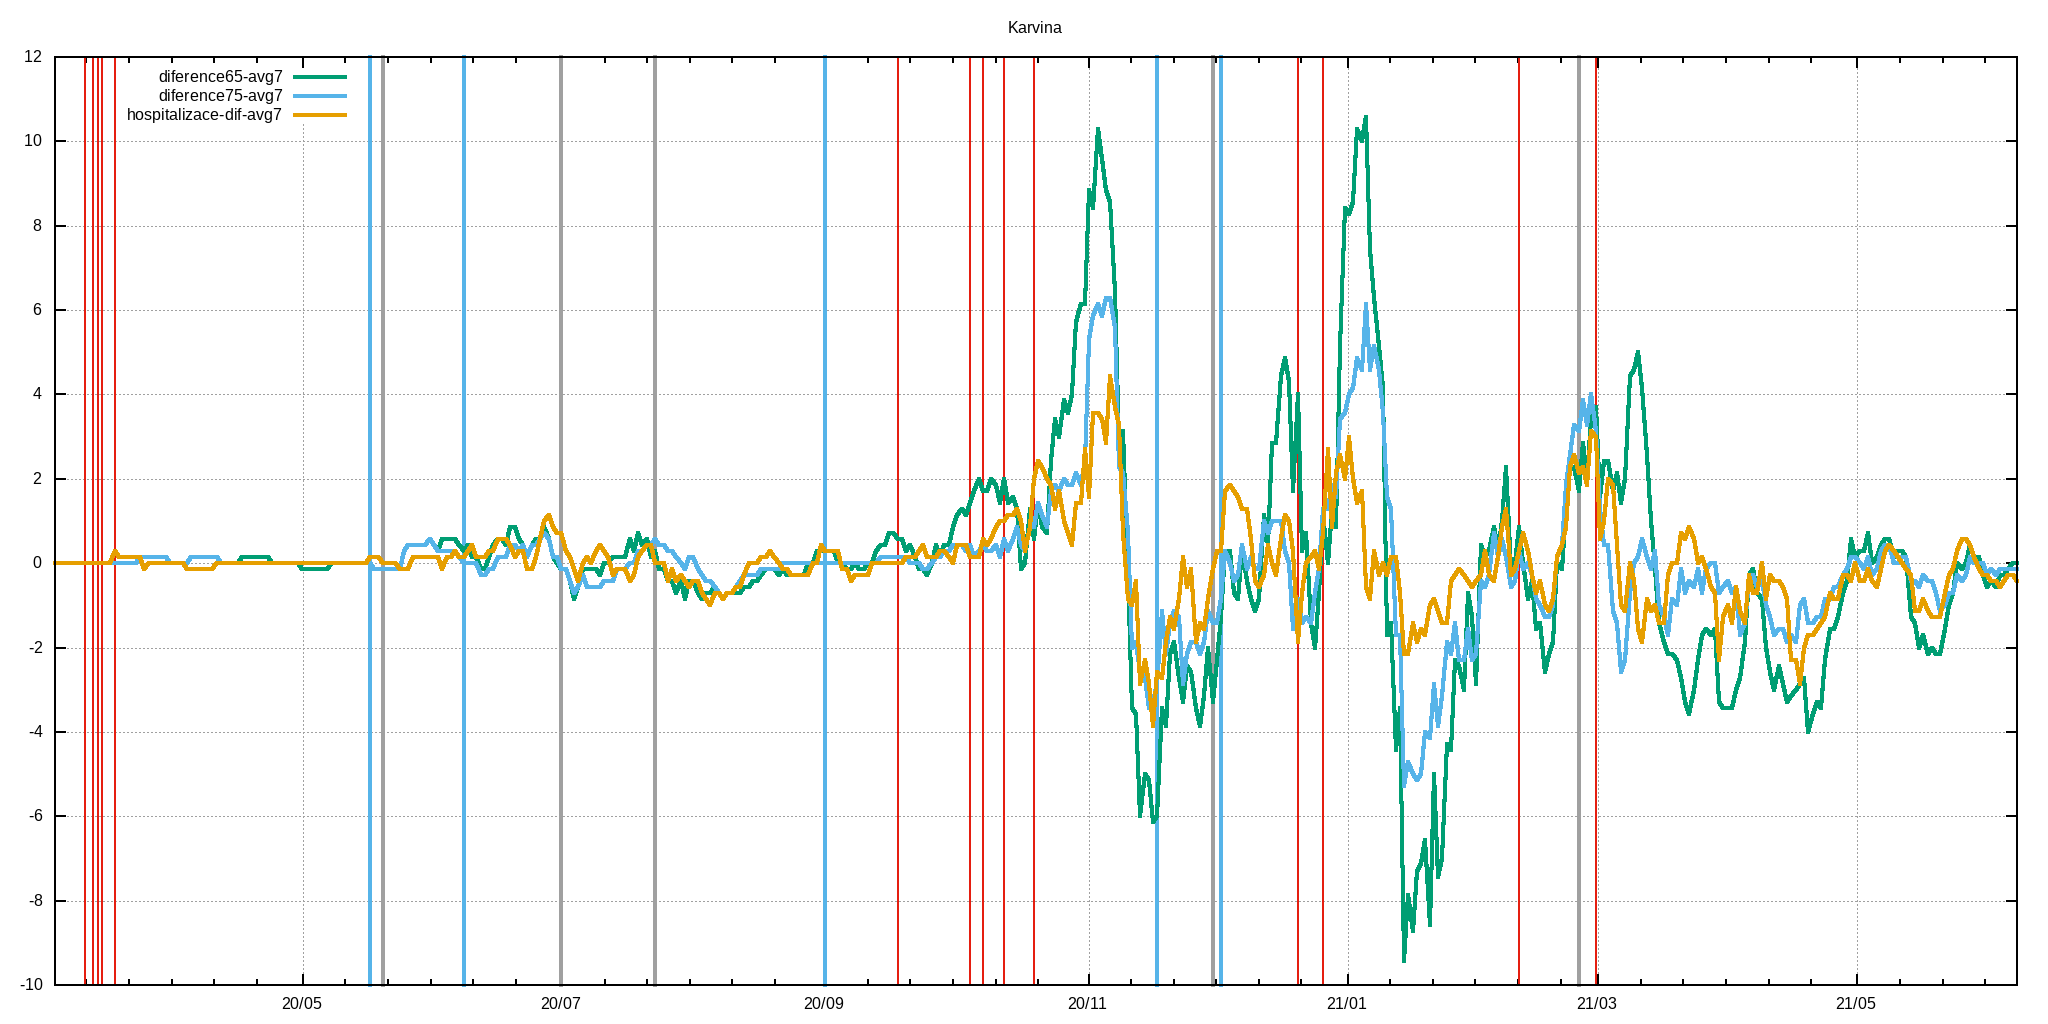 Karvina
diference65-avg7
diference75-avg7
hospitalizace-dif-avg7
12
10
8
6
4
2
0
-2
-4
-6
-8
-10
20/05 20/07 20/09 20/11 21/01 21/03 21/05